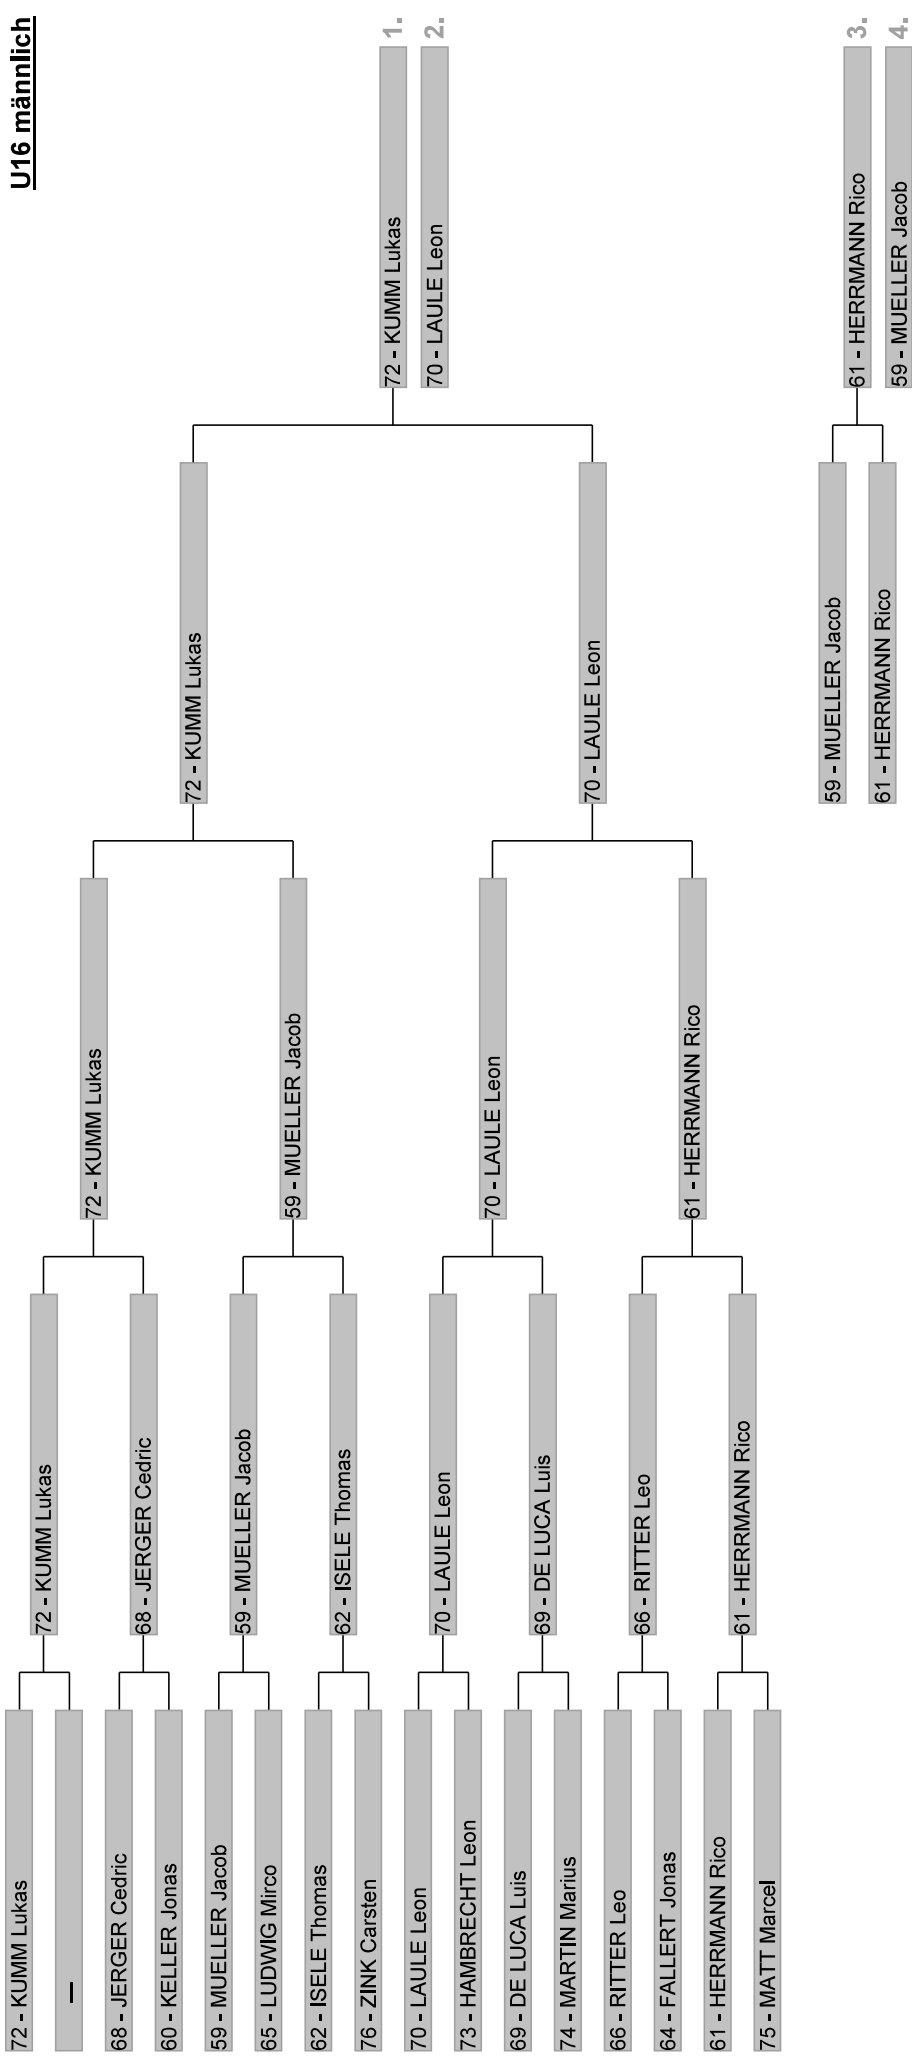 U16 männlich
72 - KUMM Lukas
—
68 - JERGER Cedric
60 - KELLER Jonas
59 - MUELLER Jacob
65 - LUDWIG Mirco
62 - ISELE Thomas
76 - ZINK Carsten
70 - LAULE Leon
73 - HAMBRECHT Leon
69 - DE LUCA Luis
74 - MARTIN Marius
66 - RITTER Leo
64 - FALLERT Jonas
61 - HERRMANN Rico
75 - MATT Marcel
72 - KUMM Lukas
68 - JERGER Cedric
59 - MUELLER Jacob
62 - ISELE Thomas
70 - LAULE Leon
69 - DE LUCA Luis
66 - RITTER Leo
61 - HERRMANN Rico
72 - KUMM Lukas
59 - MUELLER Jacob
70 - LAULE Leon
61 - HERRMANN Rico
72 - KUMM Lukas
70 - LAULE Leon
59 - MUELLER Jacob
61 - HERRMANN Rico
72 - KUMM Lukas 1.
70 - LAULE Leon 2.
61 - HERRMANN Rico 3.
59 - MUELLER Jacob 4.